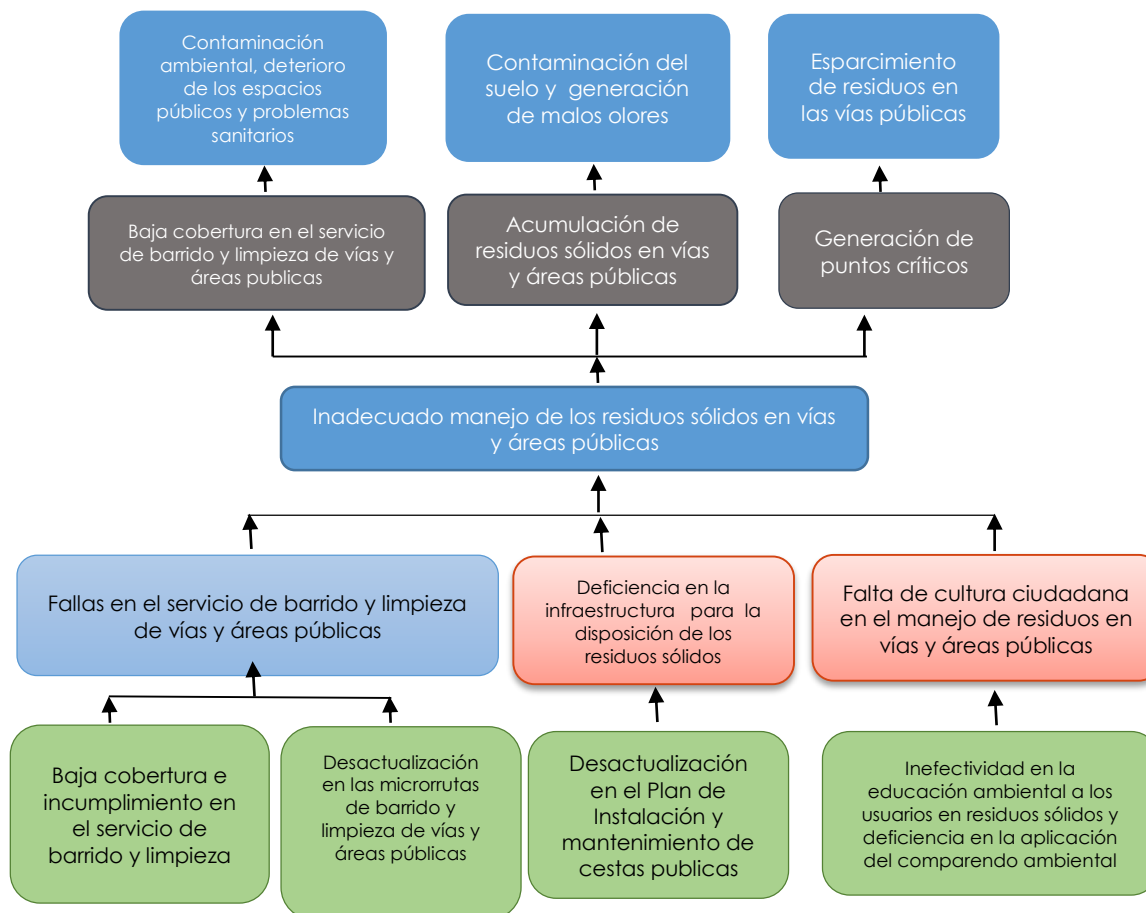 Contaminación
ambiental, deterioro
de los espacios
públicos y problemas
sanitarios
Contaminación del
suelo y generación
de malos olores
Esparcimiento
de residuos en
las vías públicas
Baja cobertura en el servicio
de barrido y limpieza de vías y
áreas publicas
Acumulación de
residuos sólidos en vías
y áreas públicas
Generación de
puntos críticos
Inadecuado manejo de los residuos sólidos en vías
y áreas públicas
Fallas en el servicio de barrido y limpieza
de vías y áreas públicas
Deficiencia en la
infraestructura para la
disposición de los
residuos sólidos
Falta de cultura ciudadana
en el manejo de residuos en
vías y áreas públicas
Baja cobertura e
incumplimiento en
el servicio de
barrido y limpieza
Desactualización
en las microrrutas
de barrido y
limpieza de vías y
áreas públicas
Desactualización
en el Plan de
Instalación y
mantenimiento de
cestas publicas
Inefectividad en la
educación ambiental a los
usuarios en residuos sólidos y
deficiencia en la aplicación
del comparendo ambiental